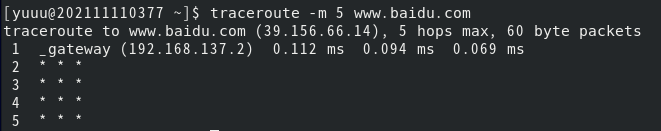 [yuuu@202111110377 ~]$ traceroute -m 5 www.baidu.com
traceroute to www.baidu.com (39.156.66.14), 5 hops max, 60 byte packets
 1  _gateway (192.168.137.2)  0.112 ms  0.094 ms  0.069 ms
 2  * * *
 3  * * *
 4  * * *
 5  * * *